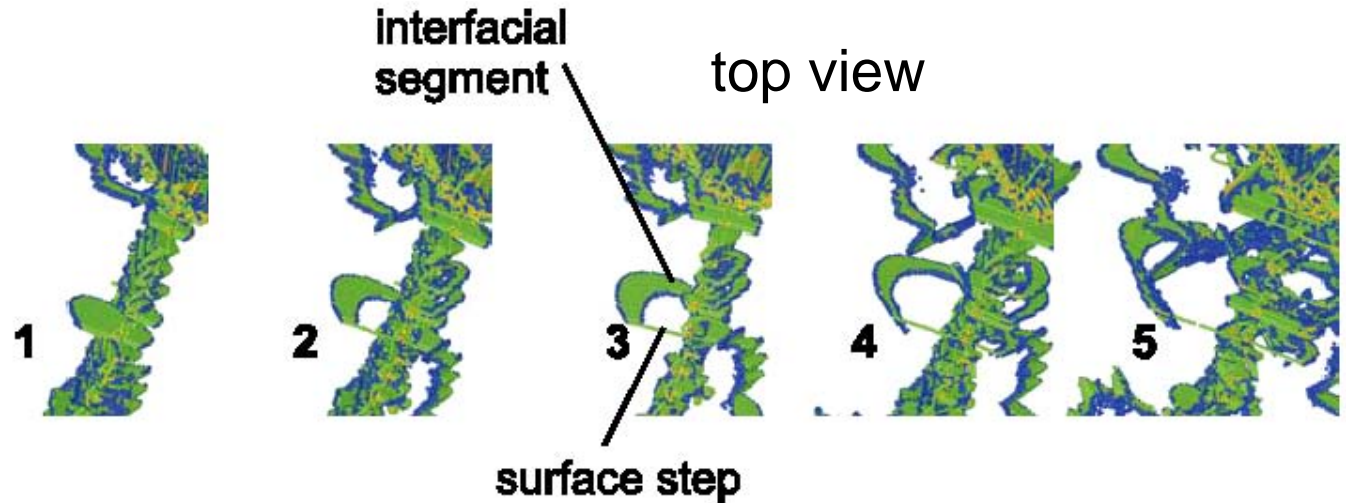 interfacial
segment
top view
1
2
3
4
5
surface step